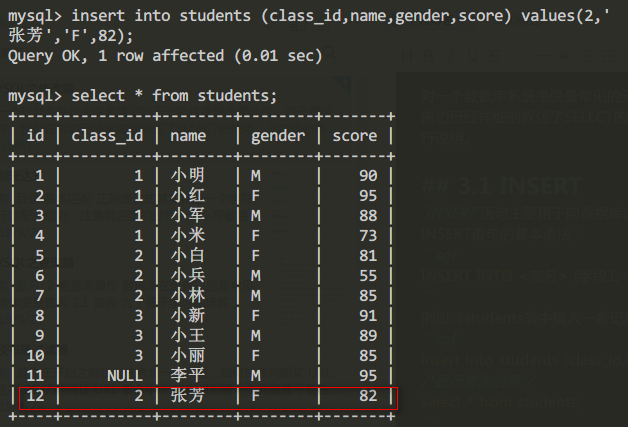 mysql> insert into students (class_id,name,gender,score) values(2,'
张芳','F',82);
Query OK, 1 row affected (0.01 sec)
mysql> select * from students;
+----+----------+--------+--------+-------+
| id | class_id | name   | gender | score |
+----+----------+--------+--------+-------+
|  1 |        1 | 小明   | M      |    90 |
|  2 |        1 | 小红   | F      |    95 |
|  3 |        1 | 小军   | M      |    88 |
|  4 |        1 | 小米   | F      |    73 |
|  5 |        2 | 小白   | F      |    81 |
|  6 |        2 | 小兵   | M      |    55 |
|  7 |        2 | 小林   | M      |    85 |
|  8 |        3 | 小新   | F      |    91 |
|  9 |        3 | 小王   | M      |    89 |
| 10 |        3 | 小丽   | F      |    85 |
| 11 |     NULL | 李平   | M      |    95 |
| 12 |        2 | 张芳   | F      |    82 |
+----+----------+--------+--------+-------+
## 3.1 INSERT